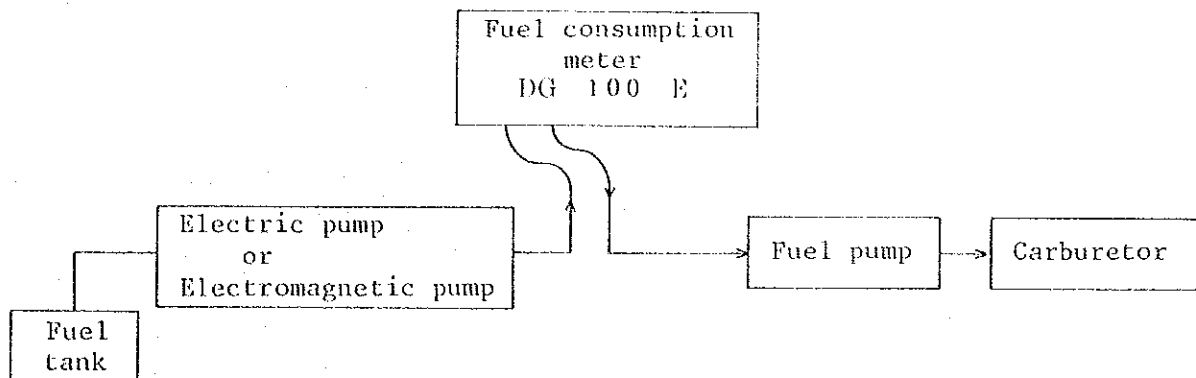 Fuel consumption
meter
DG 100 E
Electric pump
or
Electromagnetic pump
Fuel pump
Carburetor
Fuel
tank